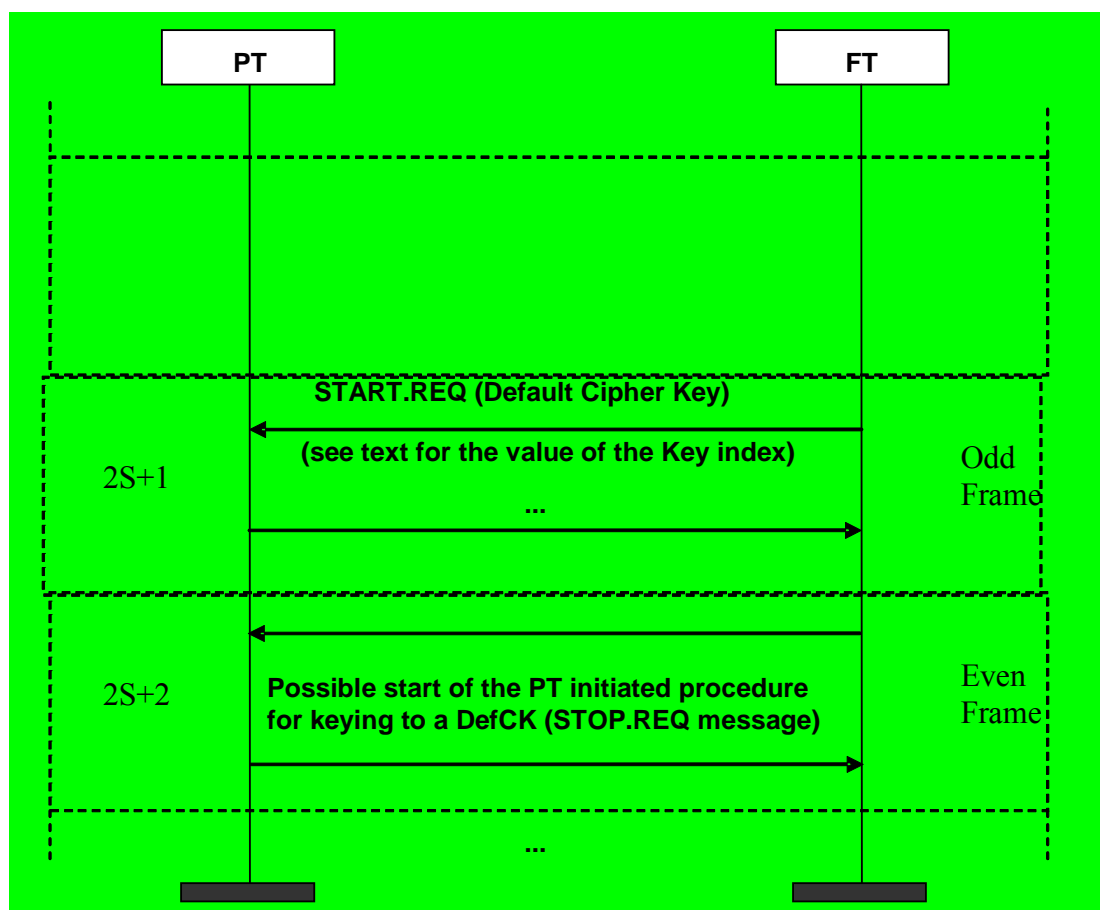 PT
FT
START.REQ (Default Cipher Key)
(see text for the value of the Key index)
2S+1
Odd
Frame
...
2S+2
Possible start of the PT initiated procedure
for keying to a DefCK (STOP.REQ message)
Even
Frame
...